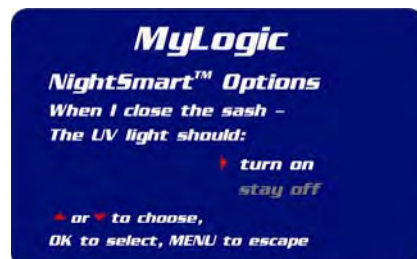 MyLogic
NightSmart™ Options
When I close the sash –
The UV light should:
turn on
stay off
or to choose,
OK to select, MENU to escape